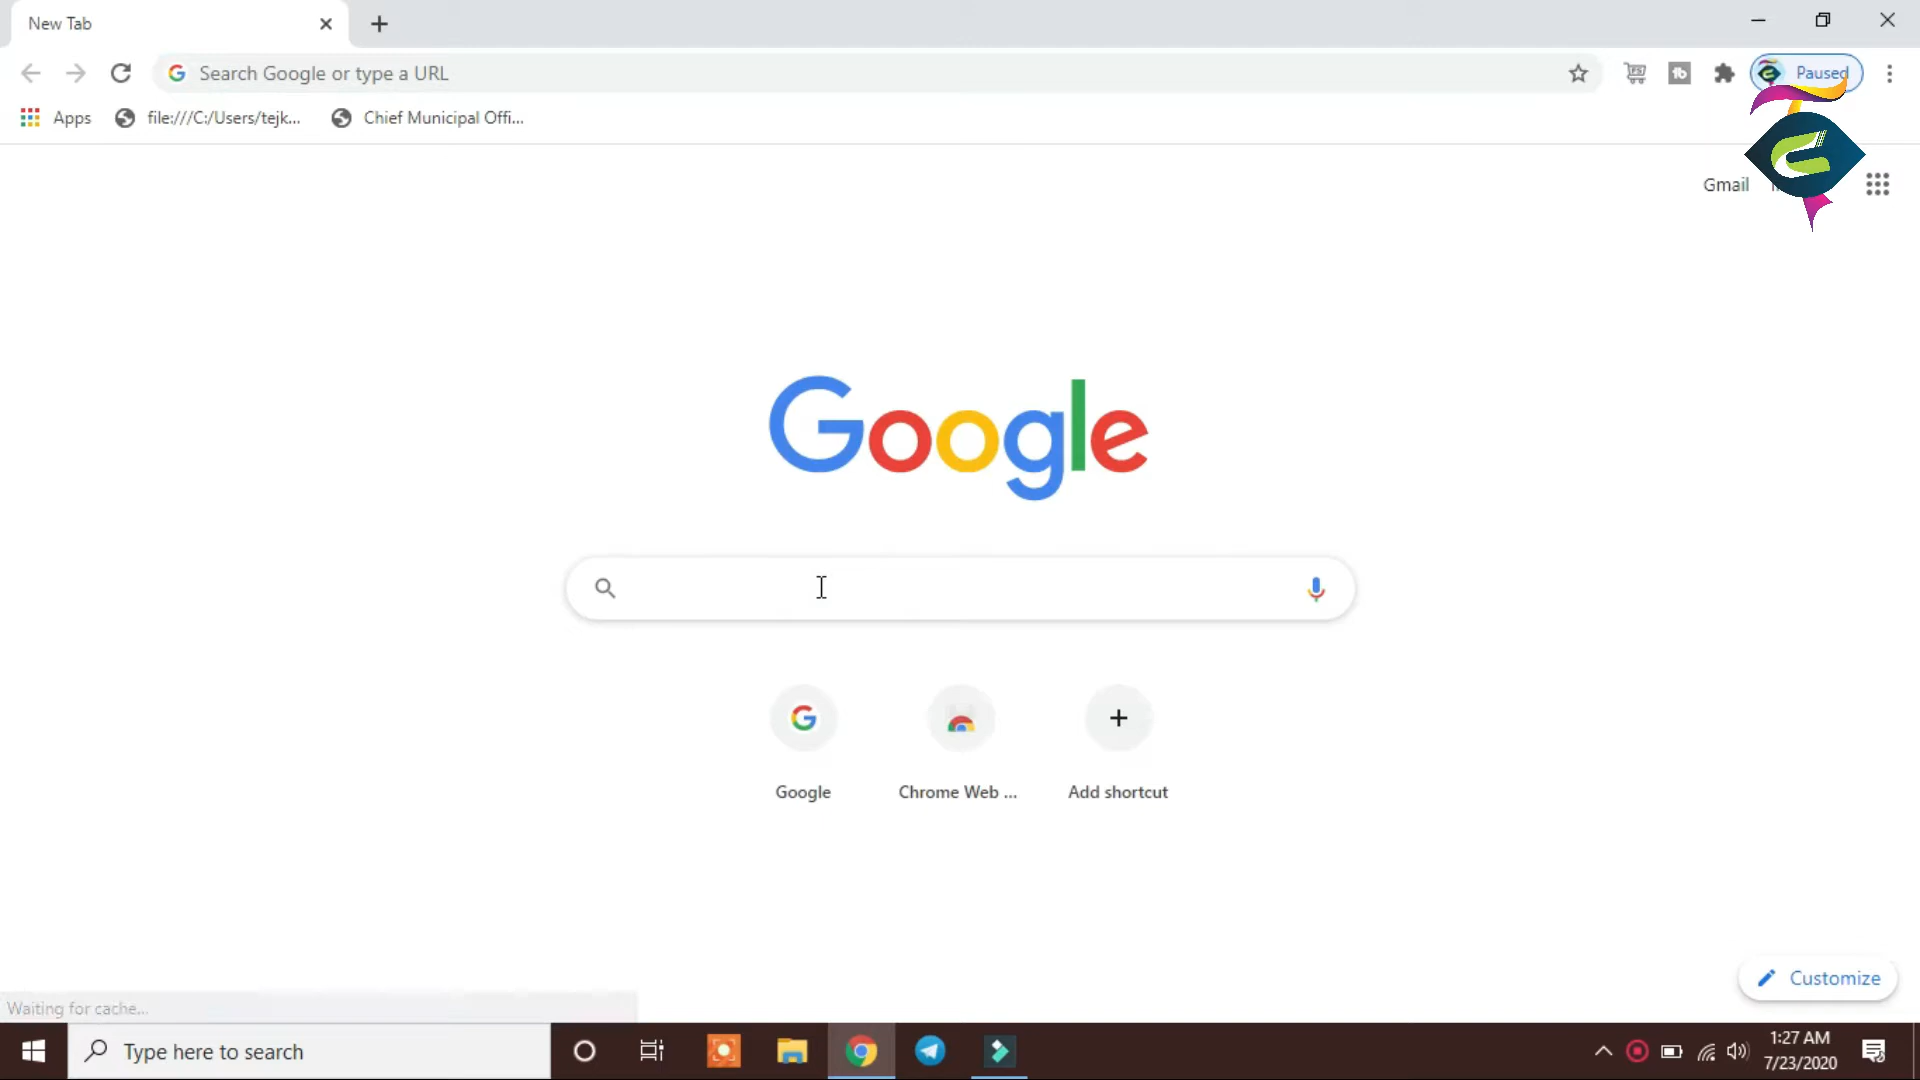 New Tab
Search Google or type a URL
Paused
Apps file:///C:/Users/tejk... Chief Municipal Offi...
Gmail
Google
Google Chrome Web ... Add shortcut
Customize
Waiting for cache...
Type here to search
1:27 AM
7/23/2020